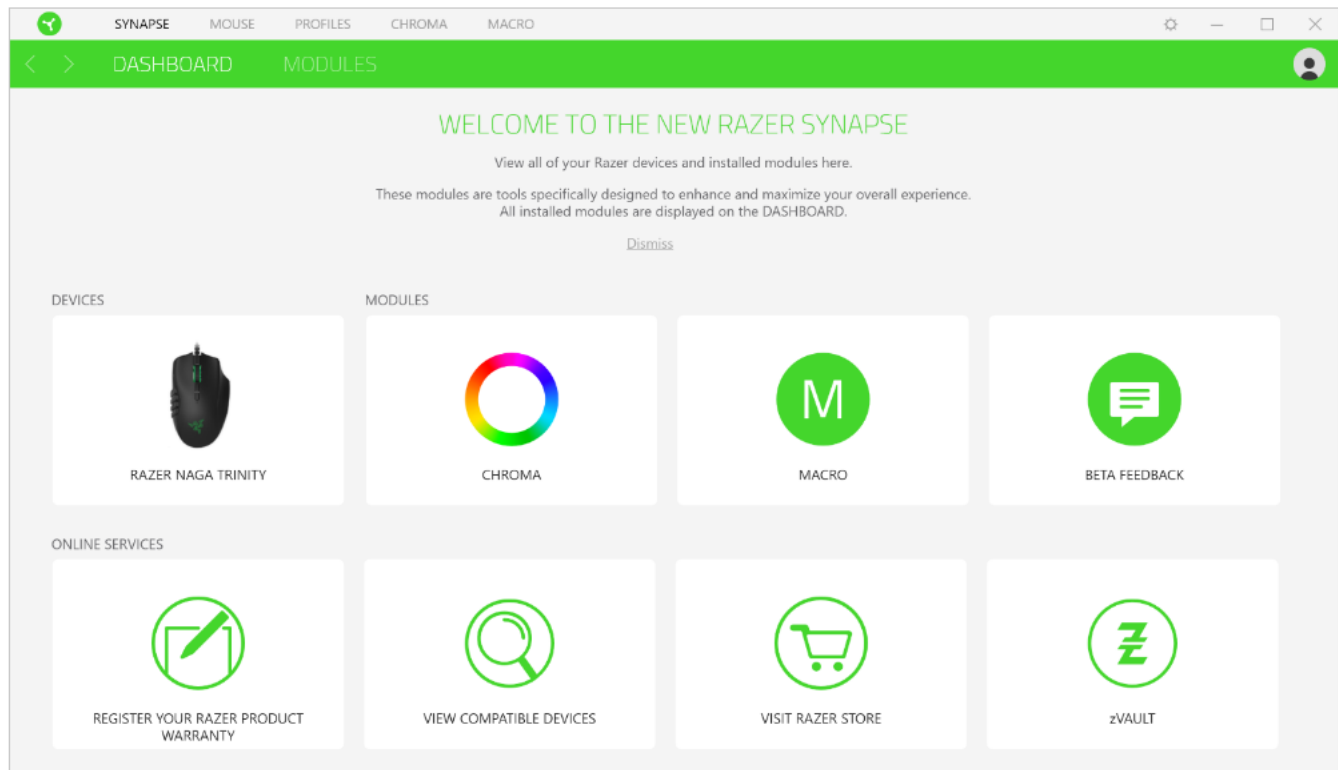 SYNAPSE MOUSE PROFILES CHROMA MACRO
DASHBOARD MODULES
WELCOME TO THE NEW RAZER SYNAPSE
View all of your Razer devices and installed modules here.
These modules are tools specifically designed to enhance and maximize your overall experience.
All installed modules are displayed on the DASHBOARD.
Dismiss
DEVICES MODULES
M
RAZER NAGA TRINITY CHROMA MACRO BETA FEEDBACK
ONLINE SERVICES
REGISTER YOUR RAZER PRODUCT
WARRANTY
VIEW COMPATIBLE DEVICES
VISIT RAZER STORE
zVAULT